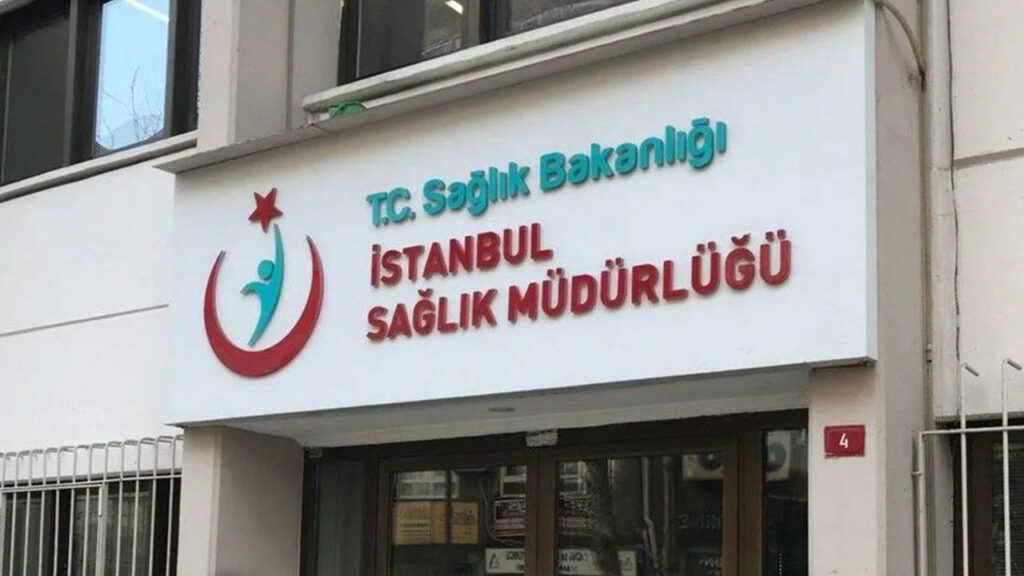 T.C. Sağlık Bakanlığı
İSTANBUL
SAĞLIK MÜDÜRLÜĞÜ
4